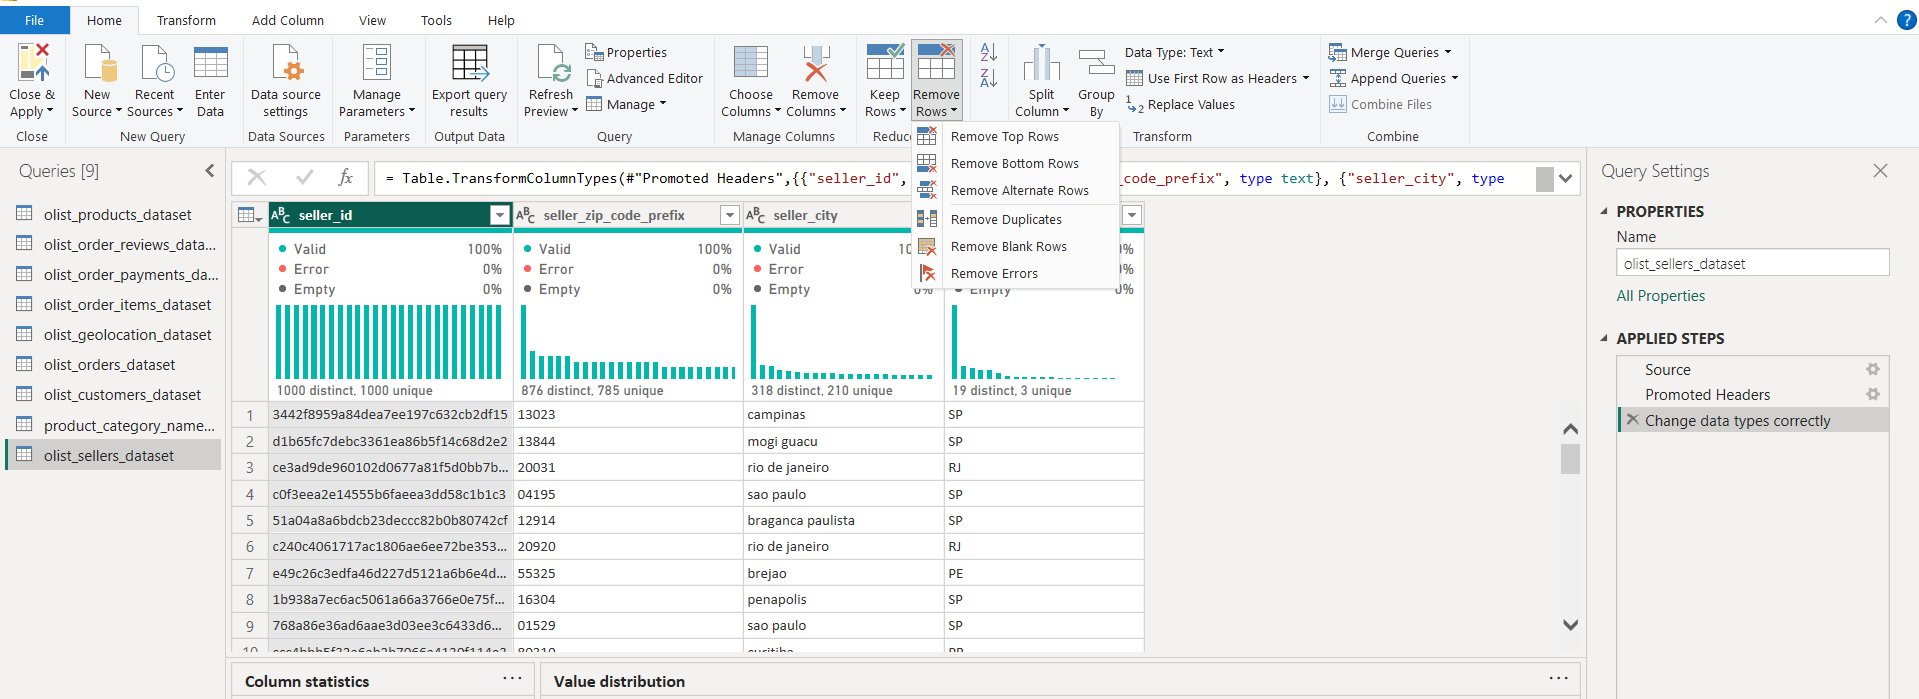 File Home Transform Add Column View Tools Help
Close & Apply
New Source
Recent Sources
Enter Data
Data source settings
Manage Parameters
Export query results
Refresh Preview
Properties
Advanced Editor
Manage
Choose Columns
Remove Columns
Keep Rows
Remove Rows
Split Column
Group By
Data Type: Text
Use First Row as Headers
Replace Values
Merge Queries
Append Queries
Combine Files
Close New Query Data Sources Parameters Output Data Query Manage Columns Reduc Transform Combine
Remove Top Rows
Remove Bottom Rows
Remove Alternate Rows
Remove Duplicates
Remove Blank Rows
Remove Errors
Queries [9]
olist_products_dataset
olist_order_reviews_data...
olist_order_payments_da...
olist_order_items_dataset
olist_geolocation_dataset
olist_orders_dataset
olist_customers_dataset
product_category_name...
olist_sellers_dataset
fx = Table.TransformColumnTypes(#"Promoted Headers",{{"seller_id", _code_prefix", type text}, {"seller_city", type
ABC seller_id ABC seller_zip_code_prefix ABC seller_city
Valid 100% Valid 100% Valid 10 %
Error 0% Error 0% Error %
Empty 0% Empty 0% Empty 0% Empty 0%
1000 distinct, 1000 unique 876 distinct, 785 unique 318 distinct, 210 unique 19 distinct, 3 unique
1 3442f8959a84dea7ee197c632cb2df15 13023 campinas SP
2 d1b65fc7debc3361ea86b5f14c68d2e2 13844 mogi guacu SP
3 ce3ad9de960102d0677a81f5d0bb7b... 20031 rio de janeiro RJ
4 c0f3eea2e14555b6faeea3dd58c1b1c3 04195 sao paulo SP
5 51a04a8a6bdcb23deccc82b0b80742cf 12914 braganca paulista SP
6 c240c4061717ac1806ae6ee72be353... 20920 rio de janeiro RJ
7 e49c26c3edfa46d227d5121a6b6e4d... 55325 brejao PE
8 1b938a7ec6ac5061a66a3766e0e75f... 16304 penapolis SP
9 768a86e36ad6aae3d03ee3c6433d6... 01529 sao paulo SP
10
Column statistics ... Value distribution ...
Query Settings
PROPERTIES
Name
olist_sellers_dataset
All Properties
APPLIED STEPS
Source
Promoted Headers
Change data types correctly